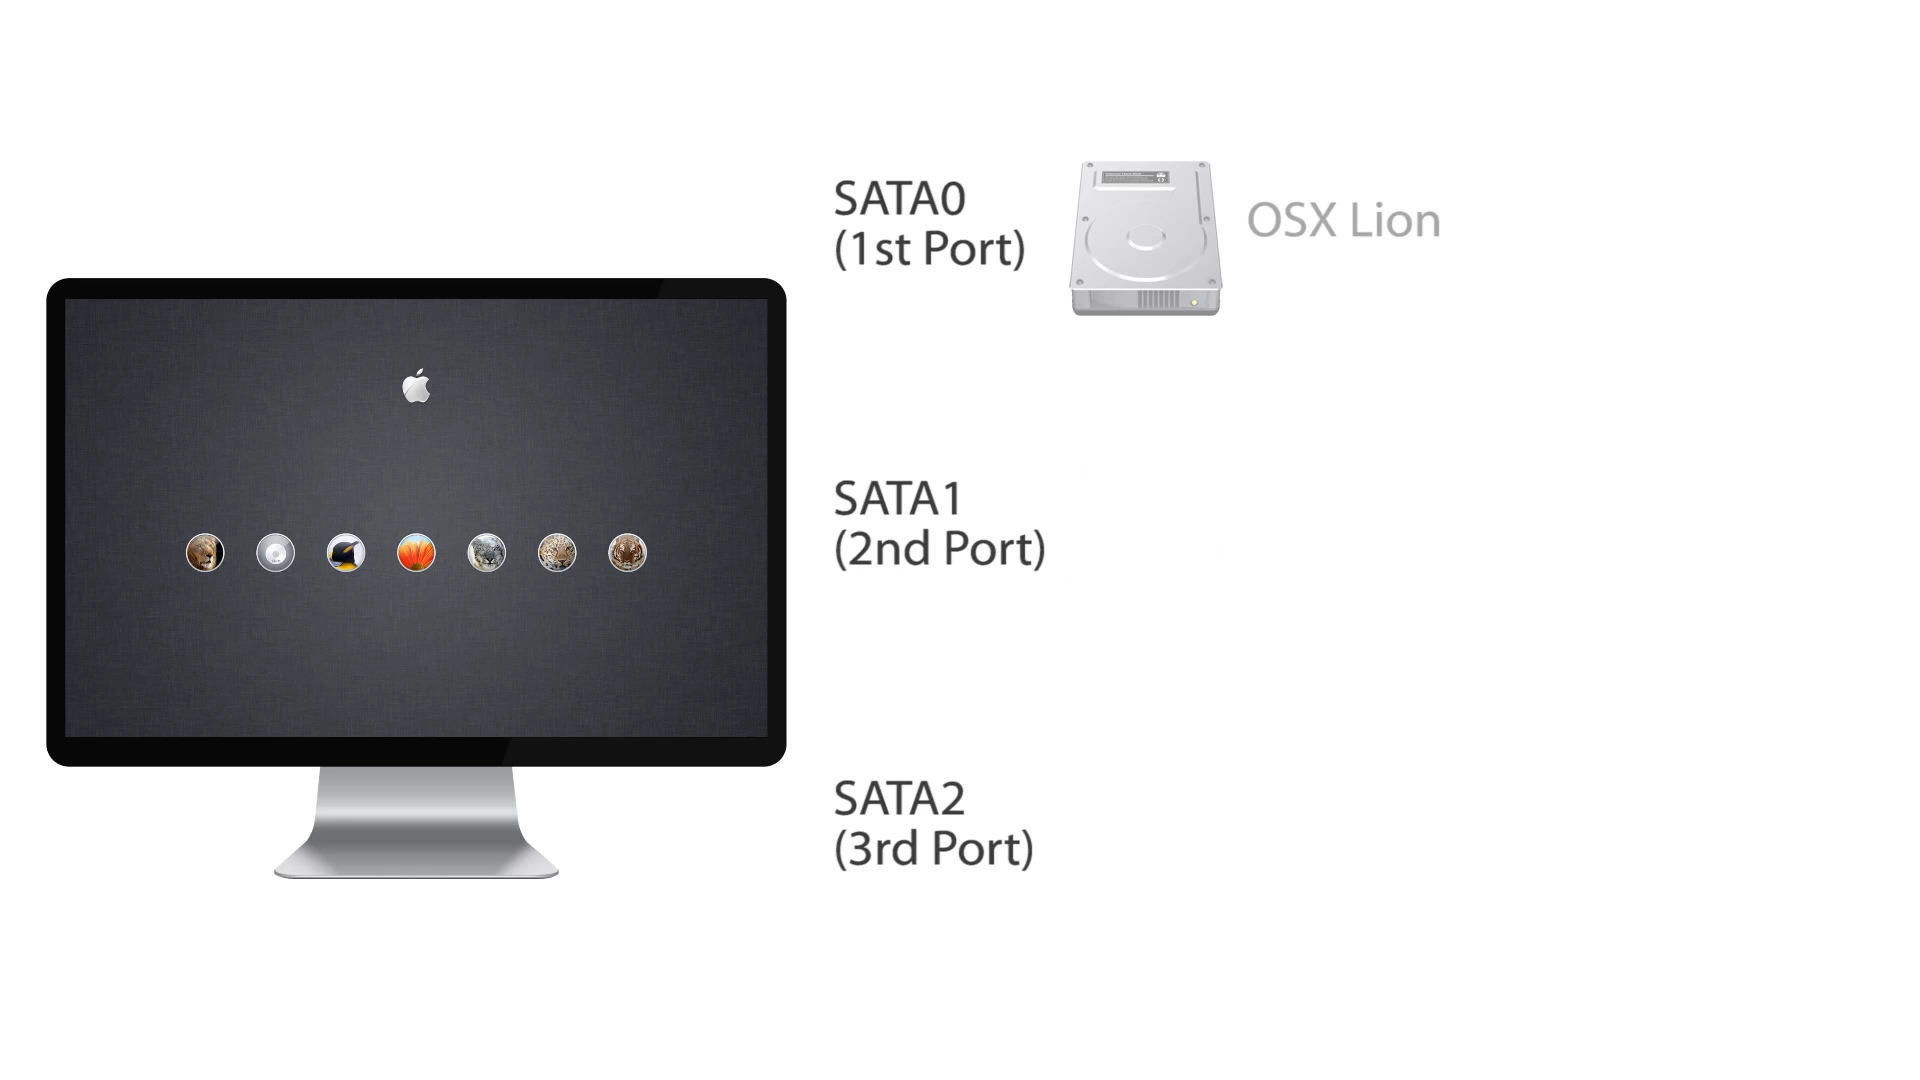 SATA0
(1st Port)
OSX Lion
SATA1
(2nd Port)
SATA2
(3rd Port)